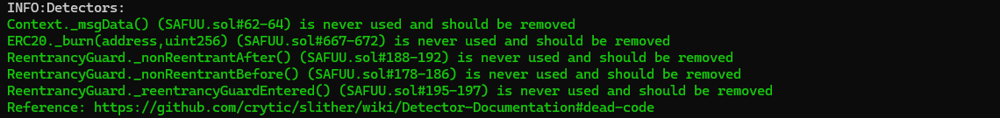 INFO:Detectors:
Context._msgData() (SAFUU.sol#62-64) is never used and should be removed
ERC20._burn(address,uint256) (SAFUU.sol#667-672) is never used and should be removed
ReentrancyGuard._nonReentrantAfter() (SAFUU.sol#188-192) is never used and should be removed
ReentrancyGuard._nonReentrantBefore() (SAFUU.sol#178-186) is never used and should be removed
ReentrancyGuard._reentrancyGuardEntered() (SAFUU.sol#195-197) is never used and should be removed
Reference: https://github.com/crytic/slither/wiki/Detector-Documentation#dead-code